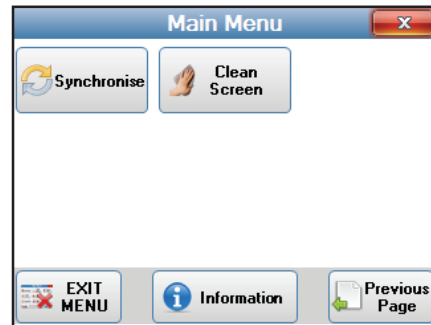 Main Menu
x
Synchronise
Clean
Screen
EXIT
MENU
i Information
Previous
Page